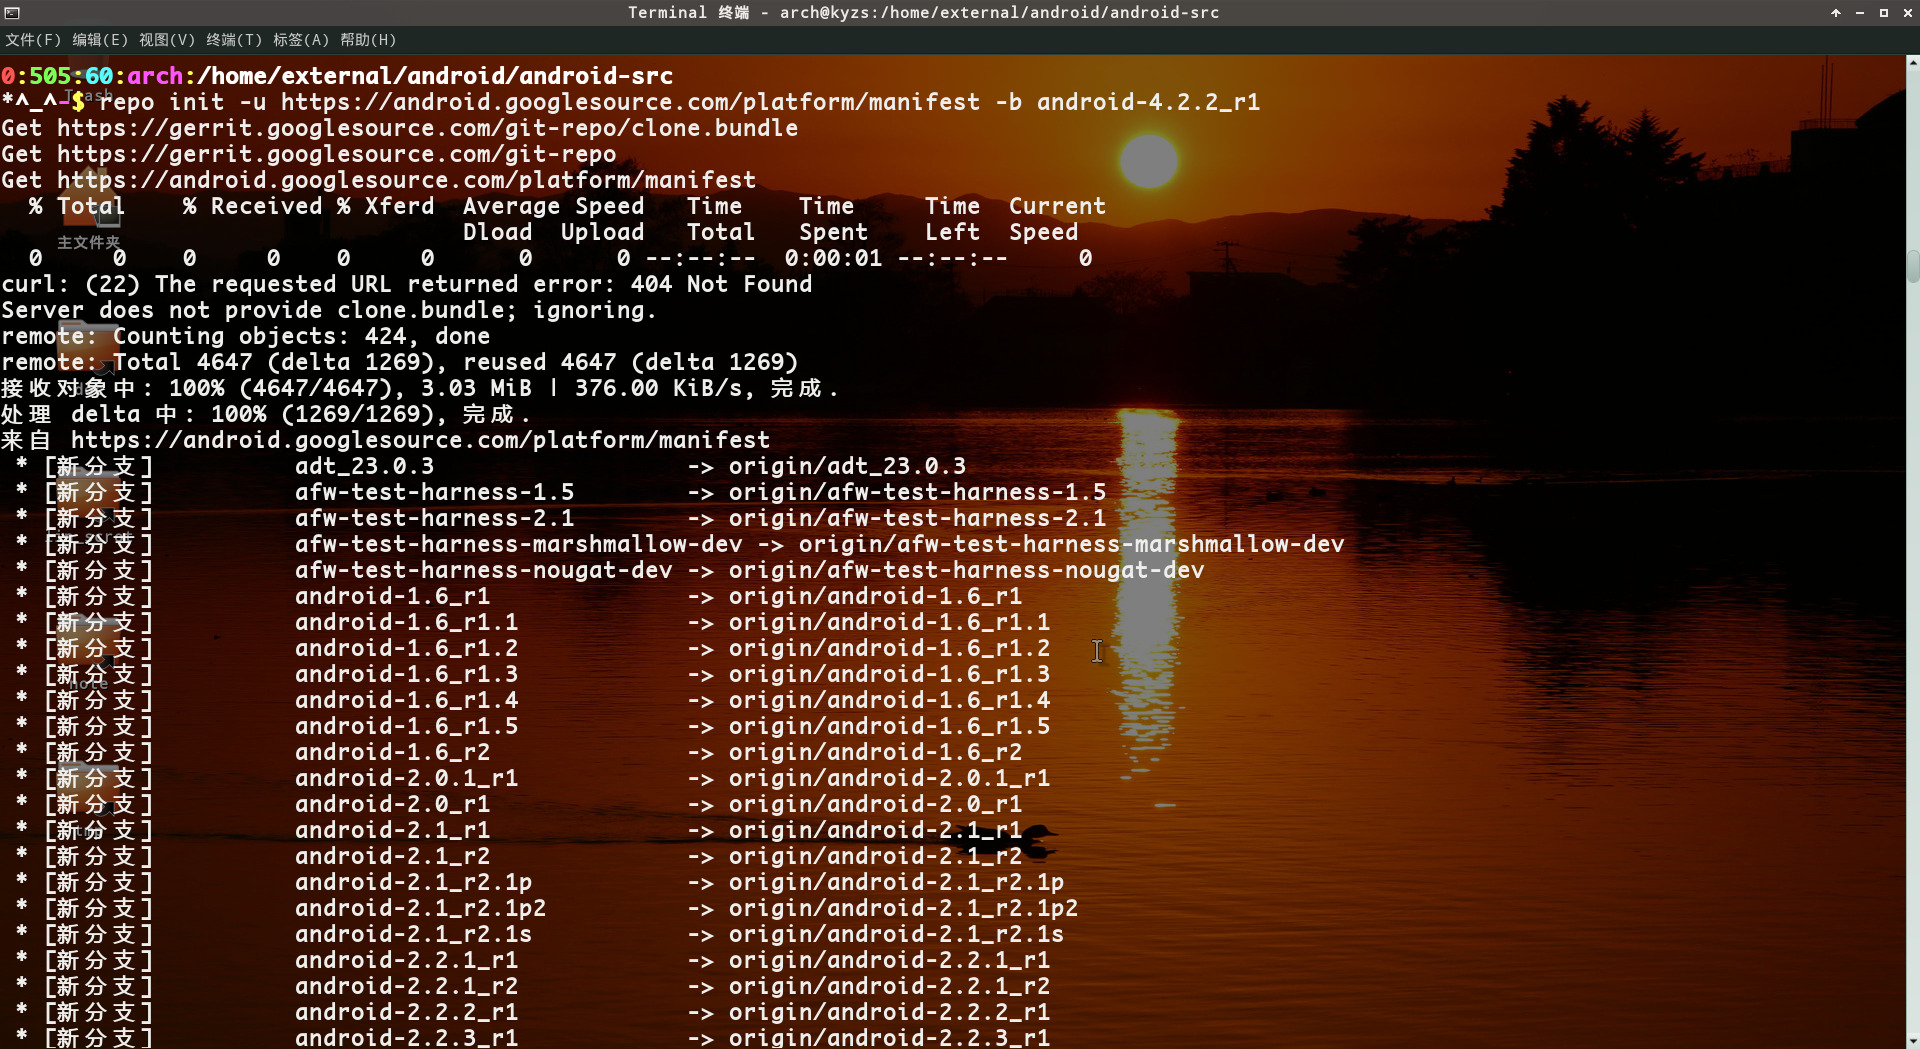 Terminal 终端 - arch@kyzs:/home/external/android/android-src
文件(F) 编辑(E) 视图(V) 终端(T) 标签(A) 帮助(H)
0:505:60:arch:/home/external/android/android-src
*^_^-$ repo init -u https://android.googlesource.com/platform/manifest -b android-4.2.2_r1
Get https://gerrit.googlesource.com/git-repo/clone.bundle
Get https://gerrit.googlesource.com/git-repo
Get https://android.googlesource.com/platform/manifest
% Total % Received % Xferd Average Speed Time Time Time Current
Dload Upload Total Spent Left Speed
0 0 0 0 0 0 0 0 --:--:-- 0:00:01 --:--:-- 0
curl: (22) The requested URL returned error: 404 Not Found
Server does not provide clone.bundle; ignoring.
remote: Counting objects: 424, done
remote: Total 4647 (delta 1269), reused 4647 (delta 1269)
接收对象中: 100% (4647/4647), 3.03 MiB | 376.00 KiB/s, 完成.
处理 delta 中: 100% (1269/1269), 完成.
来自 https://android.googlesource.com/platform/manifest
* [新分支] adt_23.0.3 -> origin/adt_23.0.3
* [新分支] afw-test-harness-1.5 -> origin/afw-test-harness-1.5
* [新分支] afw-test-harness-2.1 -> origin/afw-test-harness-2.1
* [新分支] afw-test-harness-marshmallow-dev -> origin/afw-test-harness-marshmallow-dev
* [新分支] afw-test-harness-nougat-dev -> origin/afw-test-harness-nougat-dev
* [新分支] android-1.6_r1 -> origin/android-1.6_r1
* [新分支] android-1.6_r1.1 -> origin/android-1.6_r1.1
* [新分支] android-1.6_r1.2 -> origin/android-1.6_r1.2
* [新分支] android-1.6_r1.3 -> origin/android-1.6_r1.3
* [新分支] android-1.6_r1.4 -> origin/android-1.6_r1.4
* [新分支] android-1.6_r1.5 -> origin/android-1.6_r1.5
* [新分支] android-1.6_r2 -> origin/android-1.6_r2
* [新分支] android-2.0.1_r1 -> origin/android-2.0.1_r1
* [新分支] android-2.0_r1 -> origin/android-2.0_r1
* [新分支] android-2.1_r1 -> origin/android-2.1_r1
* [新分支] android-2.1_r2 -> origin/android-2.1_r2
* [新分支] android-2.1_r2.1p -> origin/android-2.1_r2.1p
* [新分支] android-2.1_r2.1p2 -> origin/android-2.1_r2.1p2
* [新分支] android-2.1_r2.1s -> origin/android-2.1_r2.1s
* [新分支] android-2.2.1_r1 -> origin/android-2.2.1_r1
* [新分支] android-2.2.1_r2 -> origin/android-2.2.1_r2
* [新分支] android-2.2.2_r1 -> origin/android-2.2.2_r1
* [新分支] android-2.2.3_r1 -> origin/android-2.2.3_r1
Trash
主文件夹
note